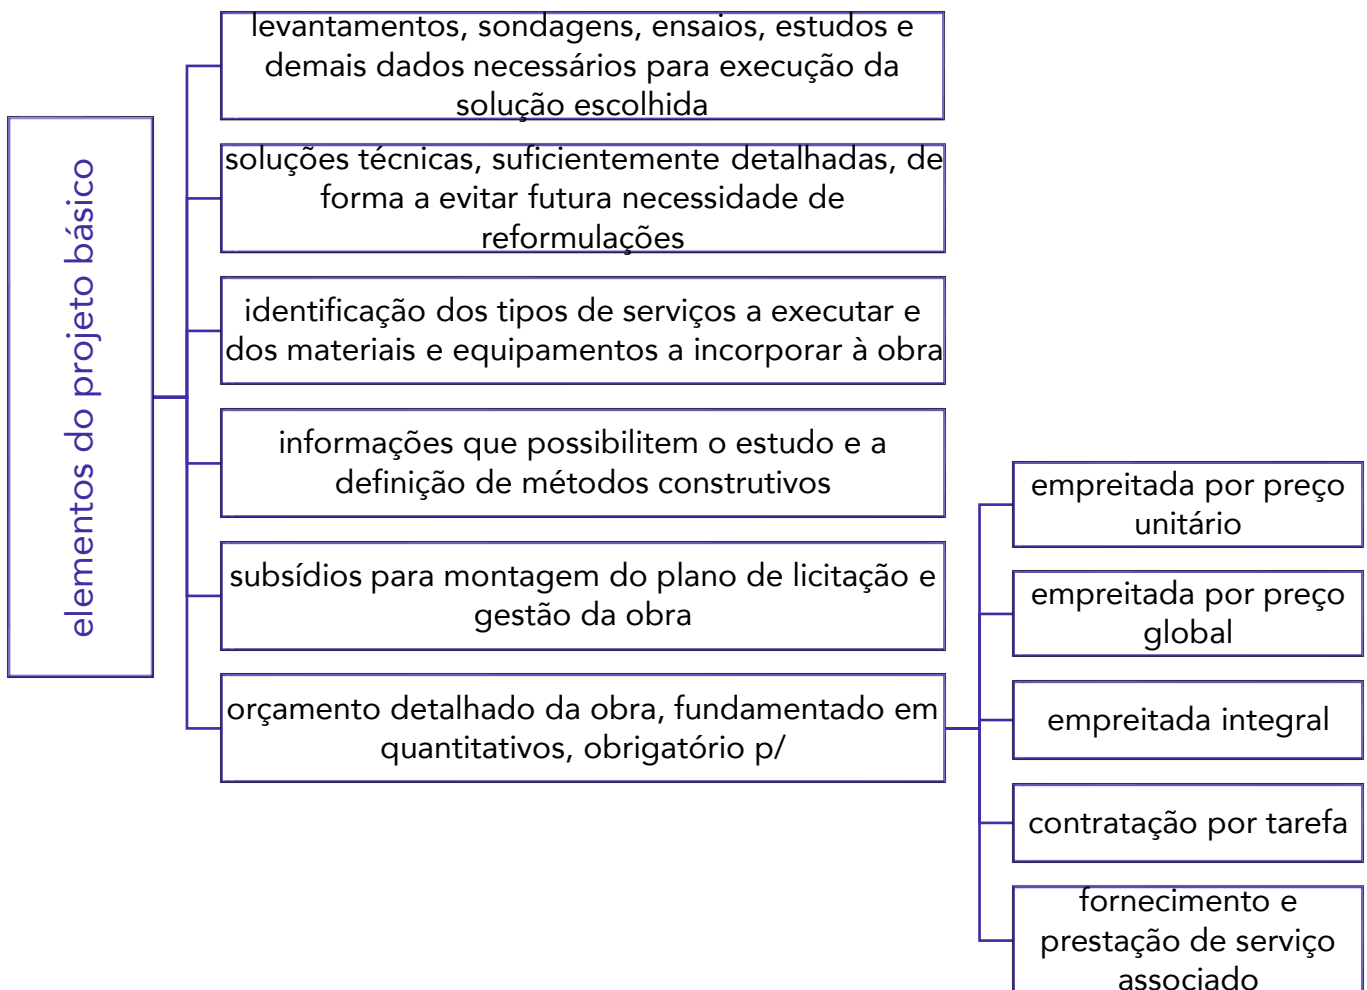 elementos do projeto básico
levantamentos, sondagens, ensaios, estudos e
demais dados necessários para execução da
solução escolhida
soluções técnicas, suficientemente detalhadas, de
forma a evitar futura necessidade de
reformulações
identificação dos tipos de serviços a executar e
dos materiais e equipamentos a incorporar à obra
informações que possibilitem o estudo e a
definição de métodos construtivos
subsídios para montagem do plano de licitação e
gestão da obra
orçamento detalhado da obra, fundamentado em
quantitativos, obrigatório p/
empreitada por preço
unitário
empreitada por preço
global
empreitada integral
contratação por tarefa
fornecimento e
prestação de serviço
associado